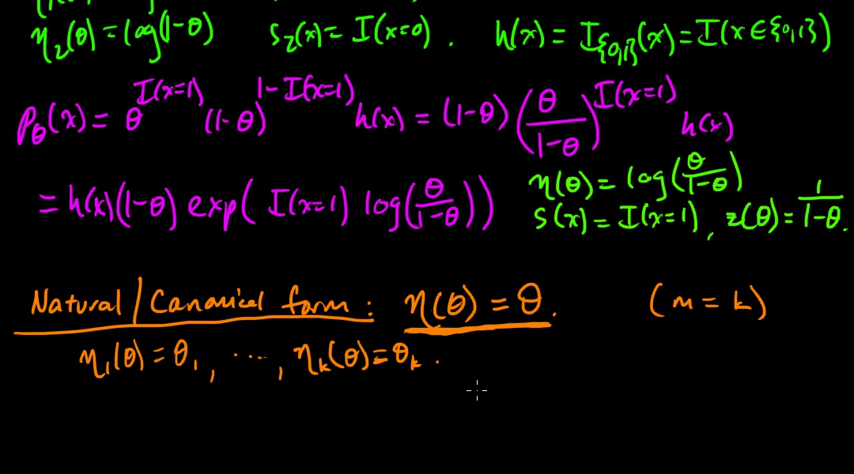 η₂(θ) = log(1-θ)   S₂(x) = I(x=0).   h(x) = I_{{0,1}}(x) = I(x∈{0,1})
p_θ(x) = θ^{I(x=1)} (1-θ)^{1-I(x=1)} h(x) = (1-θ) (θ/(1-θ))^{I(x=1)} h(x)
= h(x)(1-θ) exp( I(x=1) log(θ/(1-θ)))   η(θ) = log(θ/(1-θ))
S(x) = I(x=1), z(θ) = 1/(1-θ).
Natural/Canonical form: η(θ) = θ.   (m = k)
η₁(θ) = θ₁, ⋯, η_k(θ) = θ_k.